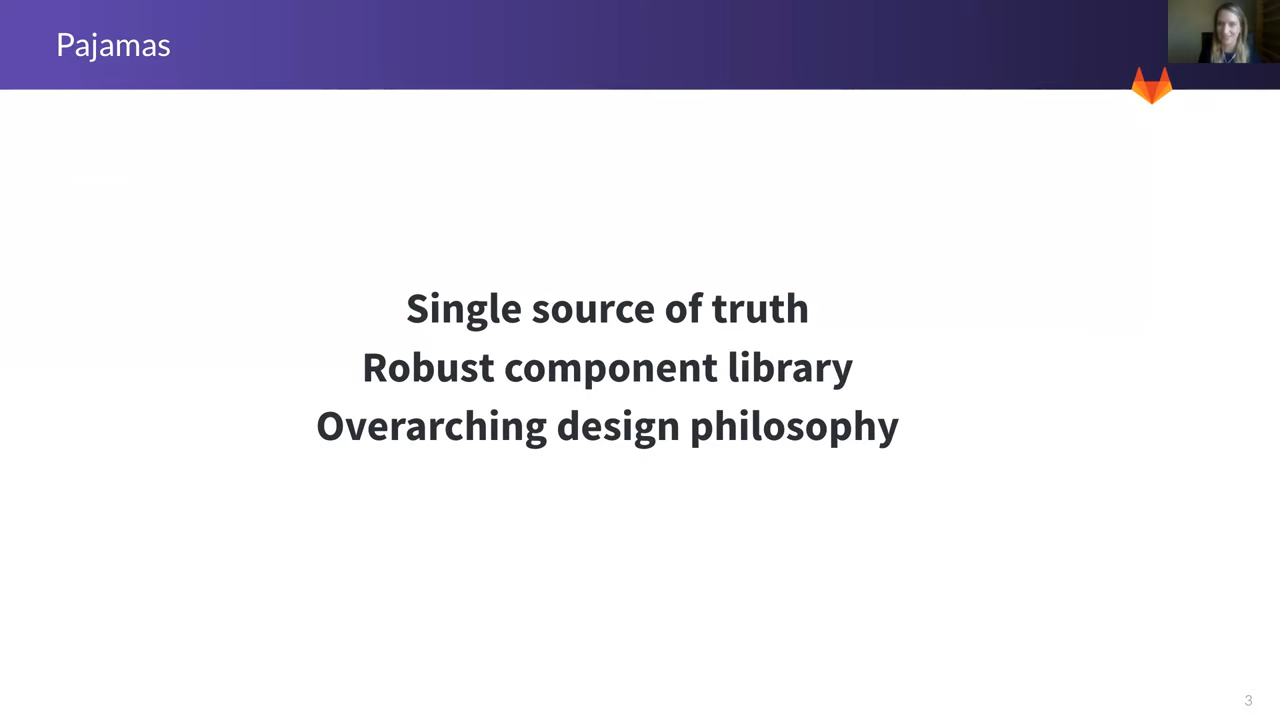 Pajamas
Single source of truth
Robust component library
Overarching design philosophy
3